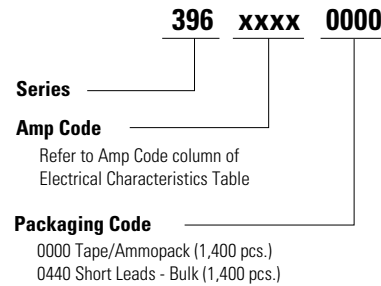 396 xxxx 0000
Series
Amp Code
Refer to Amp Code column of
Electrical Characteristics Table
Packaging Code
0000 Tape/Ammopack (1,400 pcs.)
0440 Short Leads - Bulk (1,400 pcs.)